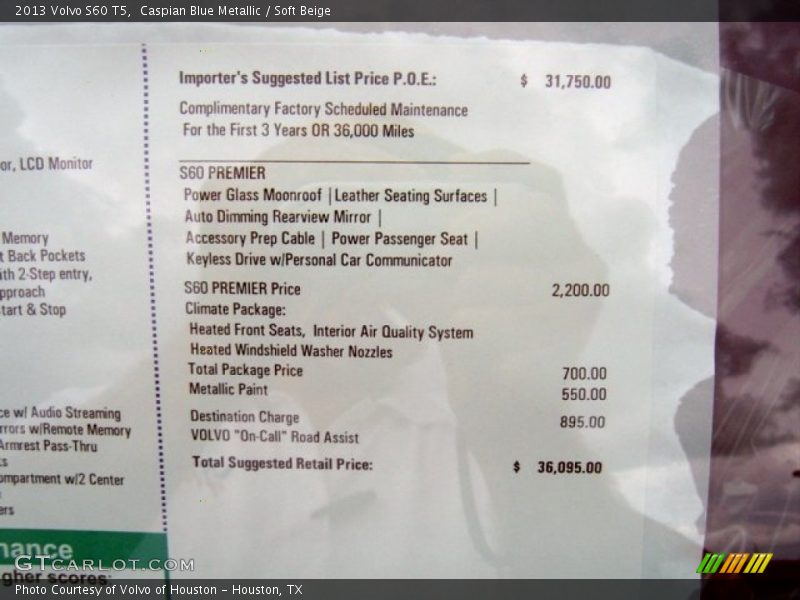 2013 Volvo S60 T5, Caspian Blue Metallic / Soft Beige
or, LCD Monitor
Memory
t Back Pockets
ith 2-Step entry,
pproach
tart & Stop
ce w/ Audio Streaming
rrors w/Remote Memory
Armrest Pass-Thru
ts
ompartment w/2 Center
ers
nance
gher scores:
Importer's Suggested List Price P.O.E.: $ 31,750.00
Complimentary Factory Scheduled Maintenance
For the First 3 Years OR 36,000 Miles
S60 PREMIER
Power Glass Moonroof | Leather Seating Surfaces |
Auto Dimming Rearview Mirror |
Accessory Prep Cable | Power Passenger Seat |
Keyless Drive w/Personal Car Communicator
S60 PREMIER Price 2,200.00
Climate Package:
Heated Front Seats, Interior Air Quality System
Heated Windshield Washer Nozzles
Total Package Price 700.00
Metallic Paint 550.00
Destination Charge 895.00
VOLVO "On-Call" Road Assist
Total Suggested Retail Price: $ 36,095.00
GTCARLOT.COM
Photo Courtesy of Volvo of Houston - Houston, TX